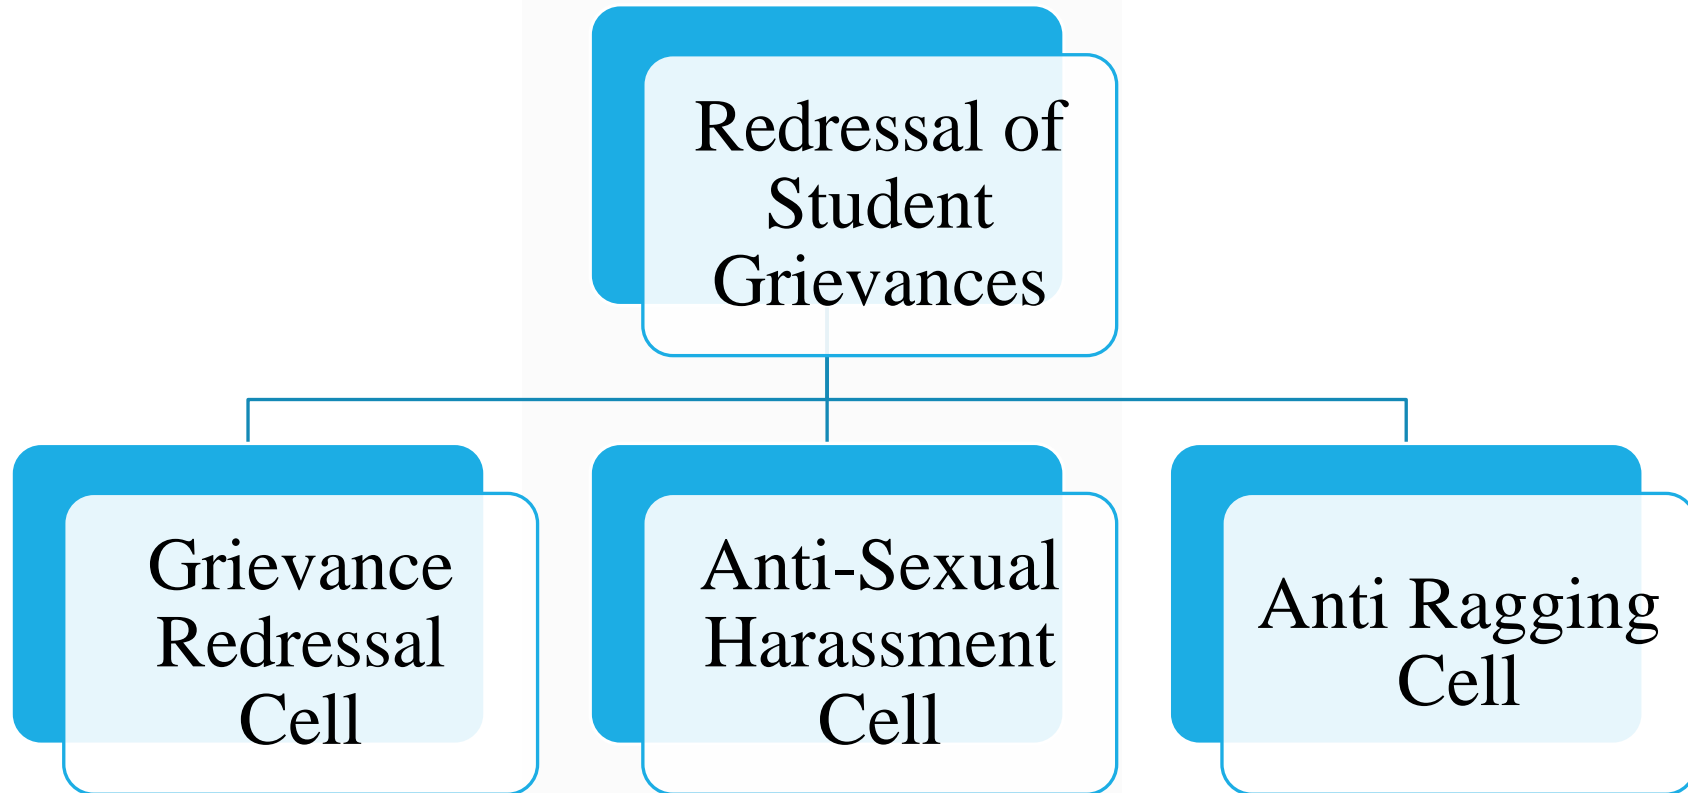 Redressal of
Student
Grievances
Grievance
Redressal
Cell
Anti-Sexual
Harassment
Cell
Anti Ragging
Cell